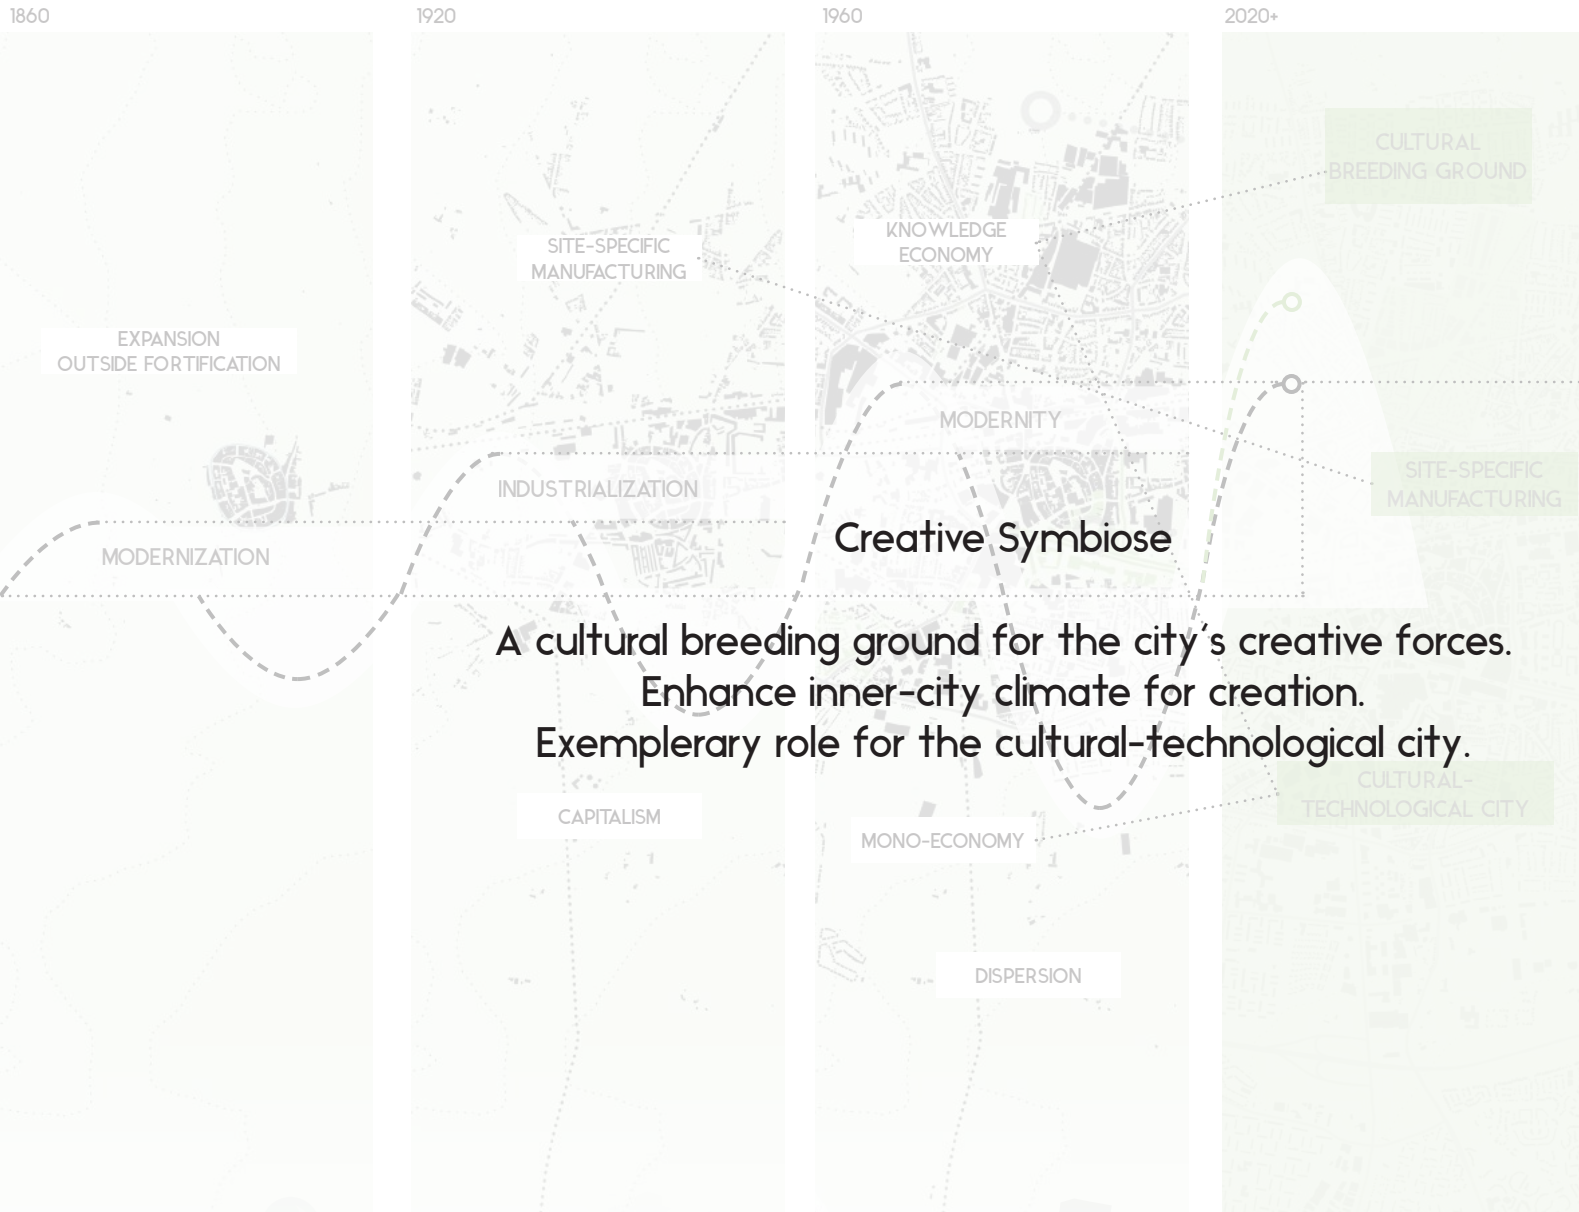 1860
1920
1960
2020+
CULTURAL
BREEDING GROUND
KNOWLEDGE
ECONOMY
SITE-SPECIFIC
MANUFACTURING
EXPANSION
OUTSIDE FORTIFICATION
MODERNITY
SITE-SPECIFIC
MANUFACTURING
INDUSTRIALIZATION
MODERNIZATION
Creative Symbiose
A cultural breeding ground for the city's creative forces.
Enhance inner-city climate for creation.
Exemplerary role for the cultural-technological city.
CULTURAL-
TECHNOLOGICAL CITY
CAPITALISM
MONO-ECONOMY
DISPERSION